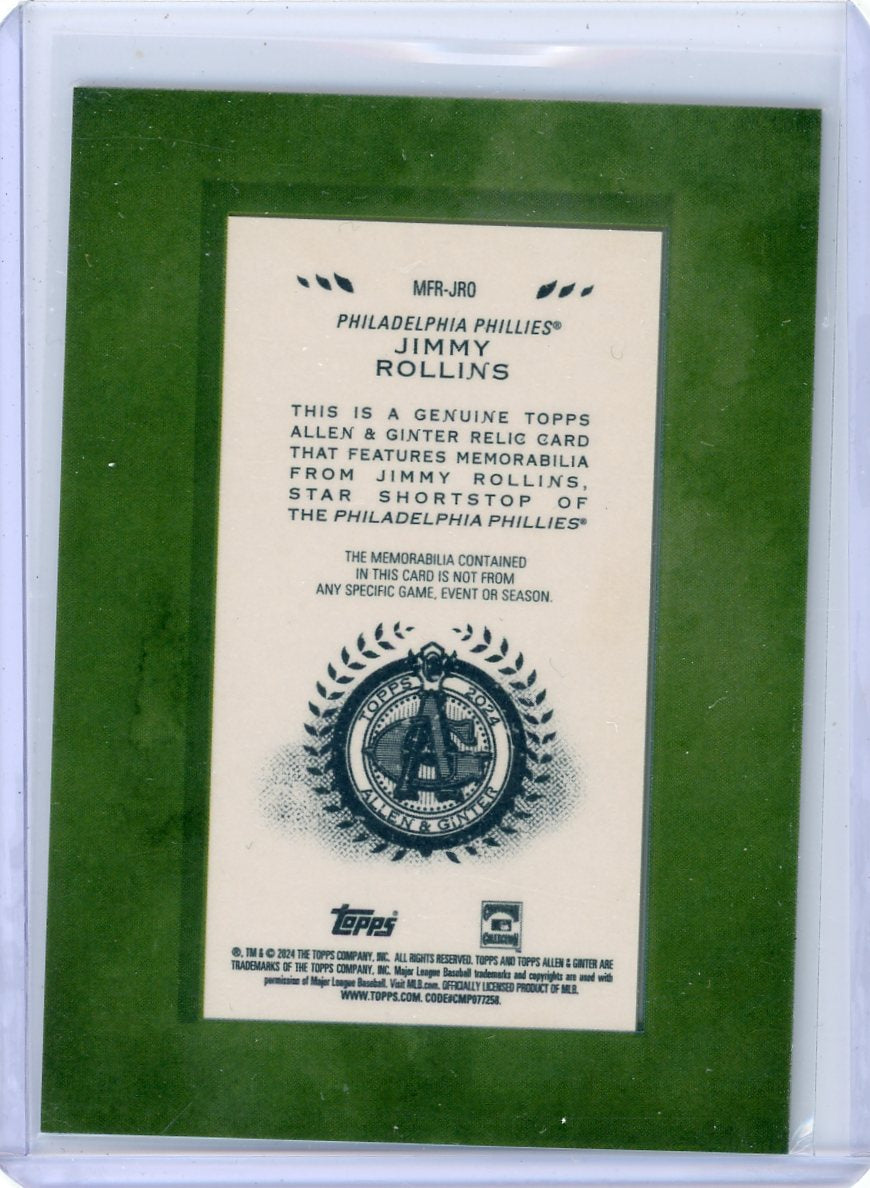 MFR-JRO
PHILADELPHIA PHILLIES®
JIMMY
ROLLINS
THIS IS A GENUINE TOPPS
ALLEN & GINTER RELIC CARD
THAT FEATURES MEMORABILIA
FROM JIMMY ROLLINS,
STAR SHORTSTOP OF
THE PHILADELPHIA PHILLIES®
THE MEMORABILIA CONTAINED
IN THIS CARD IS NOT FROM
ANY SPECIFIC GAME, EVENT OR SEASON.
TOPPS 2024
AG
ALLEN & GINTER
Topps®
COOPERSTOWN
COLLECTION
®, TM & © 2024 THE TOPPS COMPANY, INC. ALL RIGHTS RESERVED. TOPPS AND TOPPS ALLEN & GINTER ARE
TRADEMARKS OF THE TOPPS COMPANY, INC. Major League Baseball trademarks and copyrights are used with
permission of Major League Baseball. Visit MLB.com. OFFICIALLY LICENSED PRODUCT OF MLB.
WWW.TOPPS.COM. CODE#CMP077258.